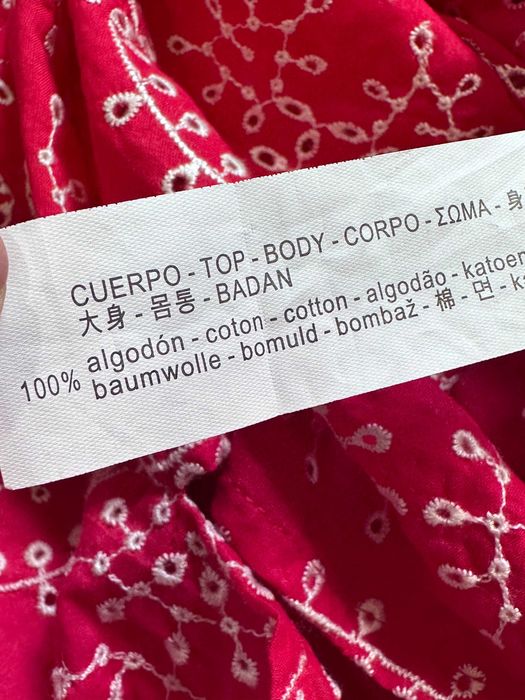 CUERPO - TOP - BODY - CORPO - ΣΩΜΑ - 身
大身 - 몸통 - BADAN
100% algodón - coton - cotton - algodão - katoen
baumwolle - bomuld - bombaž - 棉 - 면 - k